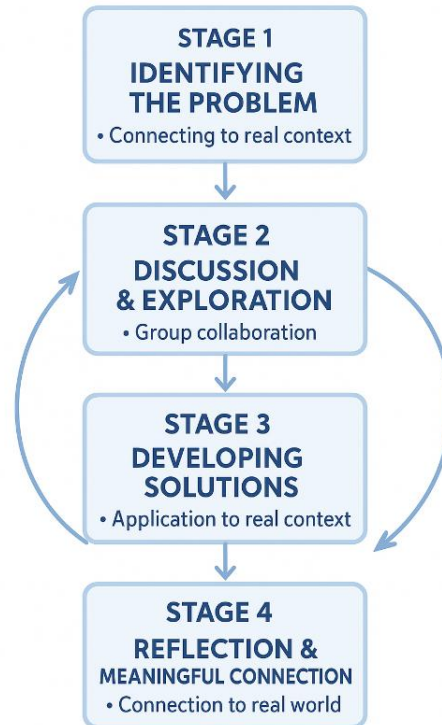 STAGE 1
IDENTIFYING
THE PROBLEM
• Connecting to real context
STAGE 2
DISCUSSION
& EXPLORATION
• Group collaboration
STAGE 3
DEVELOPING
SOLUTIONS
• Application to real context
STAGE 4
REFLECTION &
MEANINGFUL CONNECTION
• Connection to real world